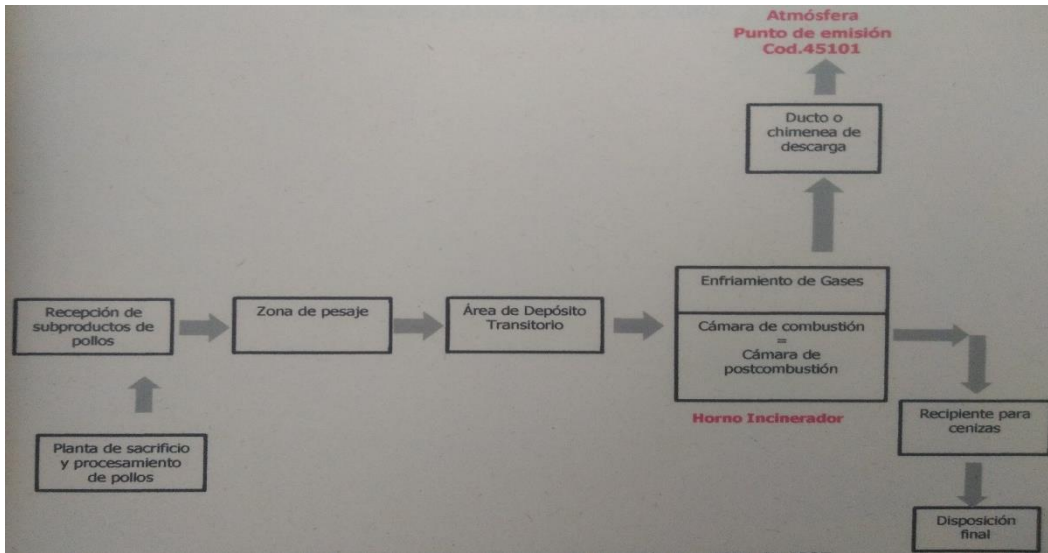 Atmósfera
Punto de emisión
Cod.45101
Ducto o
chimenea de
descarga
Enfriamiento de Gases
Recepción de
subproductos de
pollos
Zona de pesaje
Área de Depósito
Transitorio
Cámara de combustión
=
Cámara de
postcombustión
Horno Incinerador
Planta de sacrificio
y procesamiento
de pollos
Recipiente para
cenizas
Disposición
final